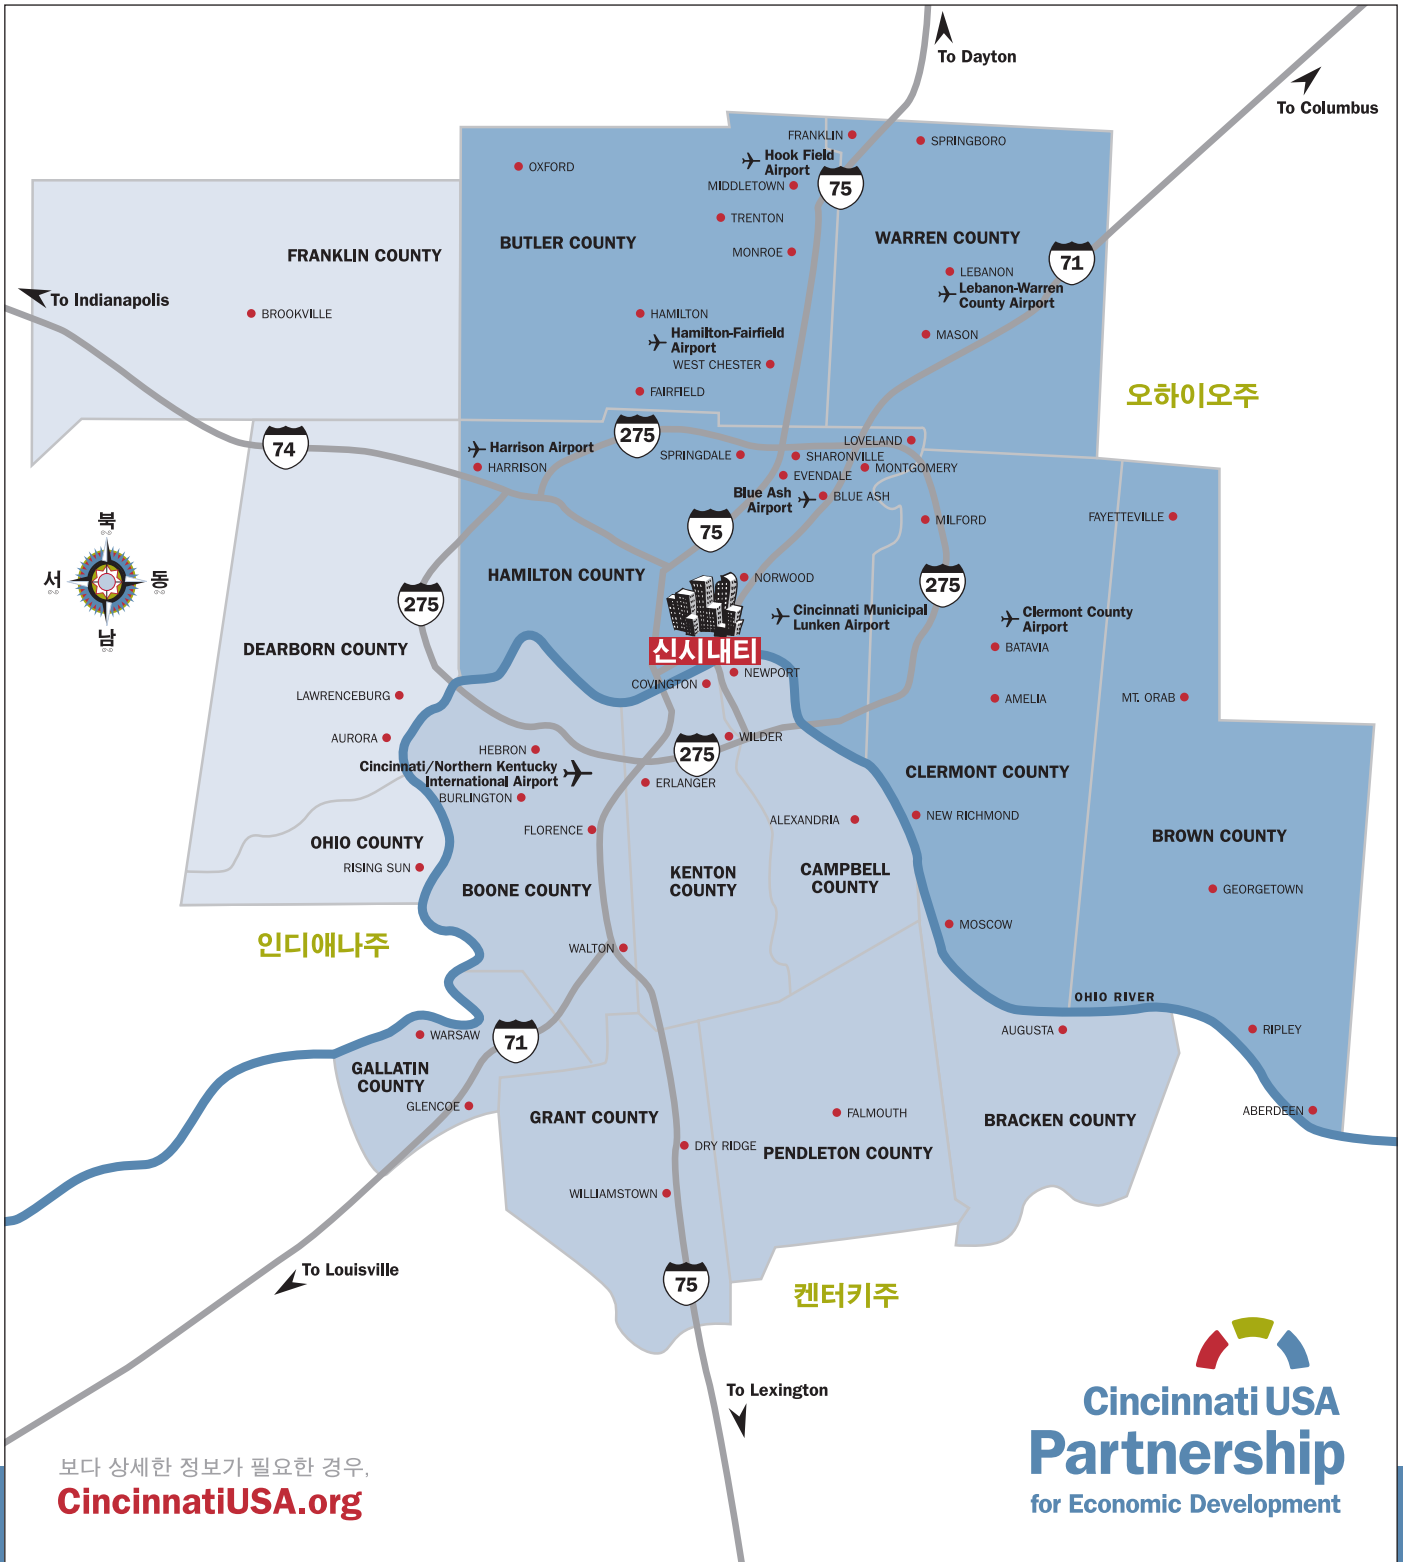 To Dayton
To Columbus
FRANKLIN
SPRINGBORO
Hook Field
Airport
OXFORD
MIDDLETOWN
75
TRENTON
BUTLER COUNTY
WARREN COUNTY
MONROE
FRANKLIN COUNTY
71
LEBANON
Lebanon-Warren
County Airport
To Indianapolis
BROOKVILLE
HAMILTON
Hamilton-Fairfield
Airport
MASON
WEST CHESTER
FAIRFIELD
오하이오주
74
275
LOVELAND
Harrison Airport
HARRISON
SPRINGDALE
SHARONVILLE
MONTGOMERY
EVENDALE
Blue Ash
Airport
BLUE ASH
75
MILFORD
FAYETTEVILLE
북
서
동
남
HAMILTON COUNTY
NORWOOD
275
275
Cincinnati Municipal
Lunken Airport
Clermont County
Airport
신시내티
BATAVIA
DEARBORN COUNTY
NEWPORT
COVINGTON
LAWRENCEBURG
AMELIA
MT. ORAB
AURORA
HEBRON
WILDER
275
Cincinnati/Northern Kentucky
International Airport
ERLANGER
CLERMONT COUNTY
BURLINGTON
FLORENCE
ALEXANDRIA
NEW RICHMOND
BROWN COUNTY
OHIO COUNTY
RISING SUN
BOONE COUNTY
KENTON
COUNTY
CAMPBELL
COUNTY
GEORGETOWN
MOSCOW
인디애나주
WALTON
OHIO RIVER
AUGUSTA
RIPLEY
WARSAW
71
GALLATIN
COUNTY
GLENCOE
GRANT COUNTY
FALMOUTH
BRACKEN COUNTY
ABERDEEN
DRY RIDGE
PENDLETON COUNTY
WILLIAMSTOWN
To Louisville
75
켄터키주
To Lexington
Cincinnati USA
Partnership
for Economic Development
보다 상세한 정보가 필요한 경우,
CincinnatiUSA.org